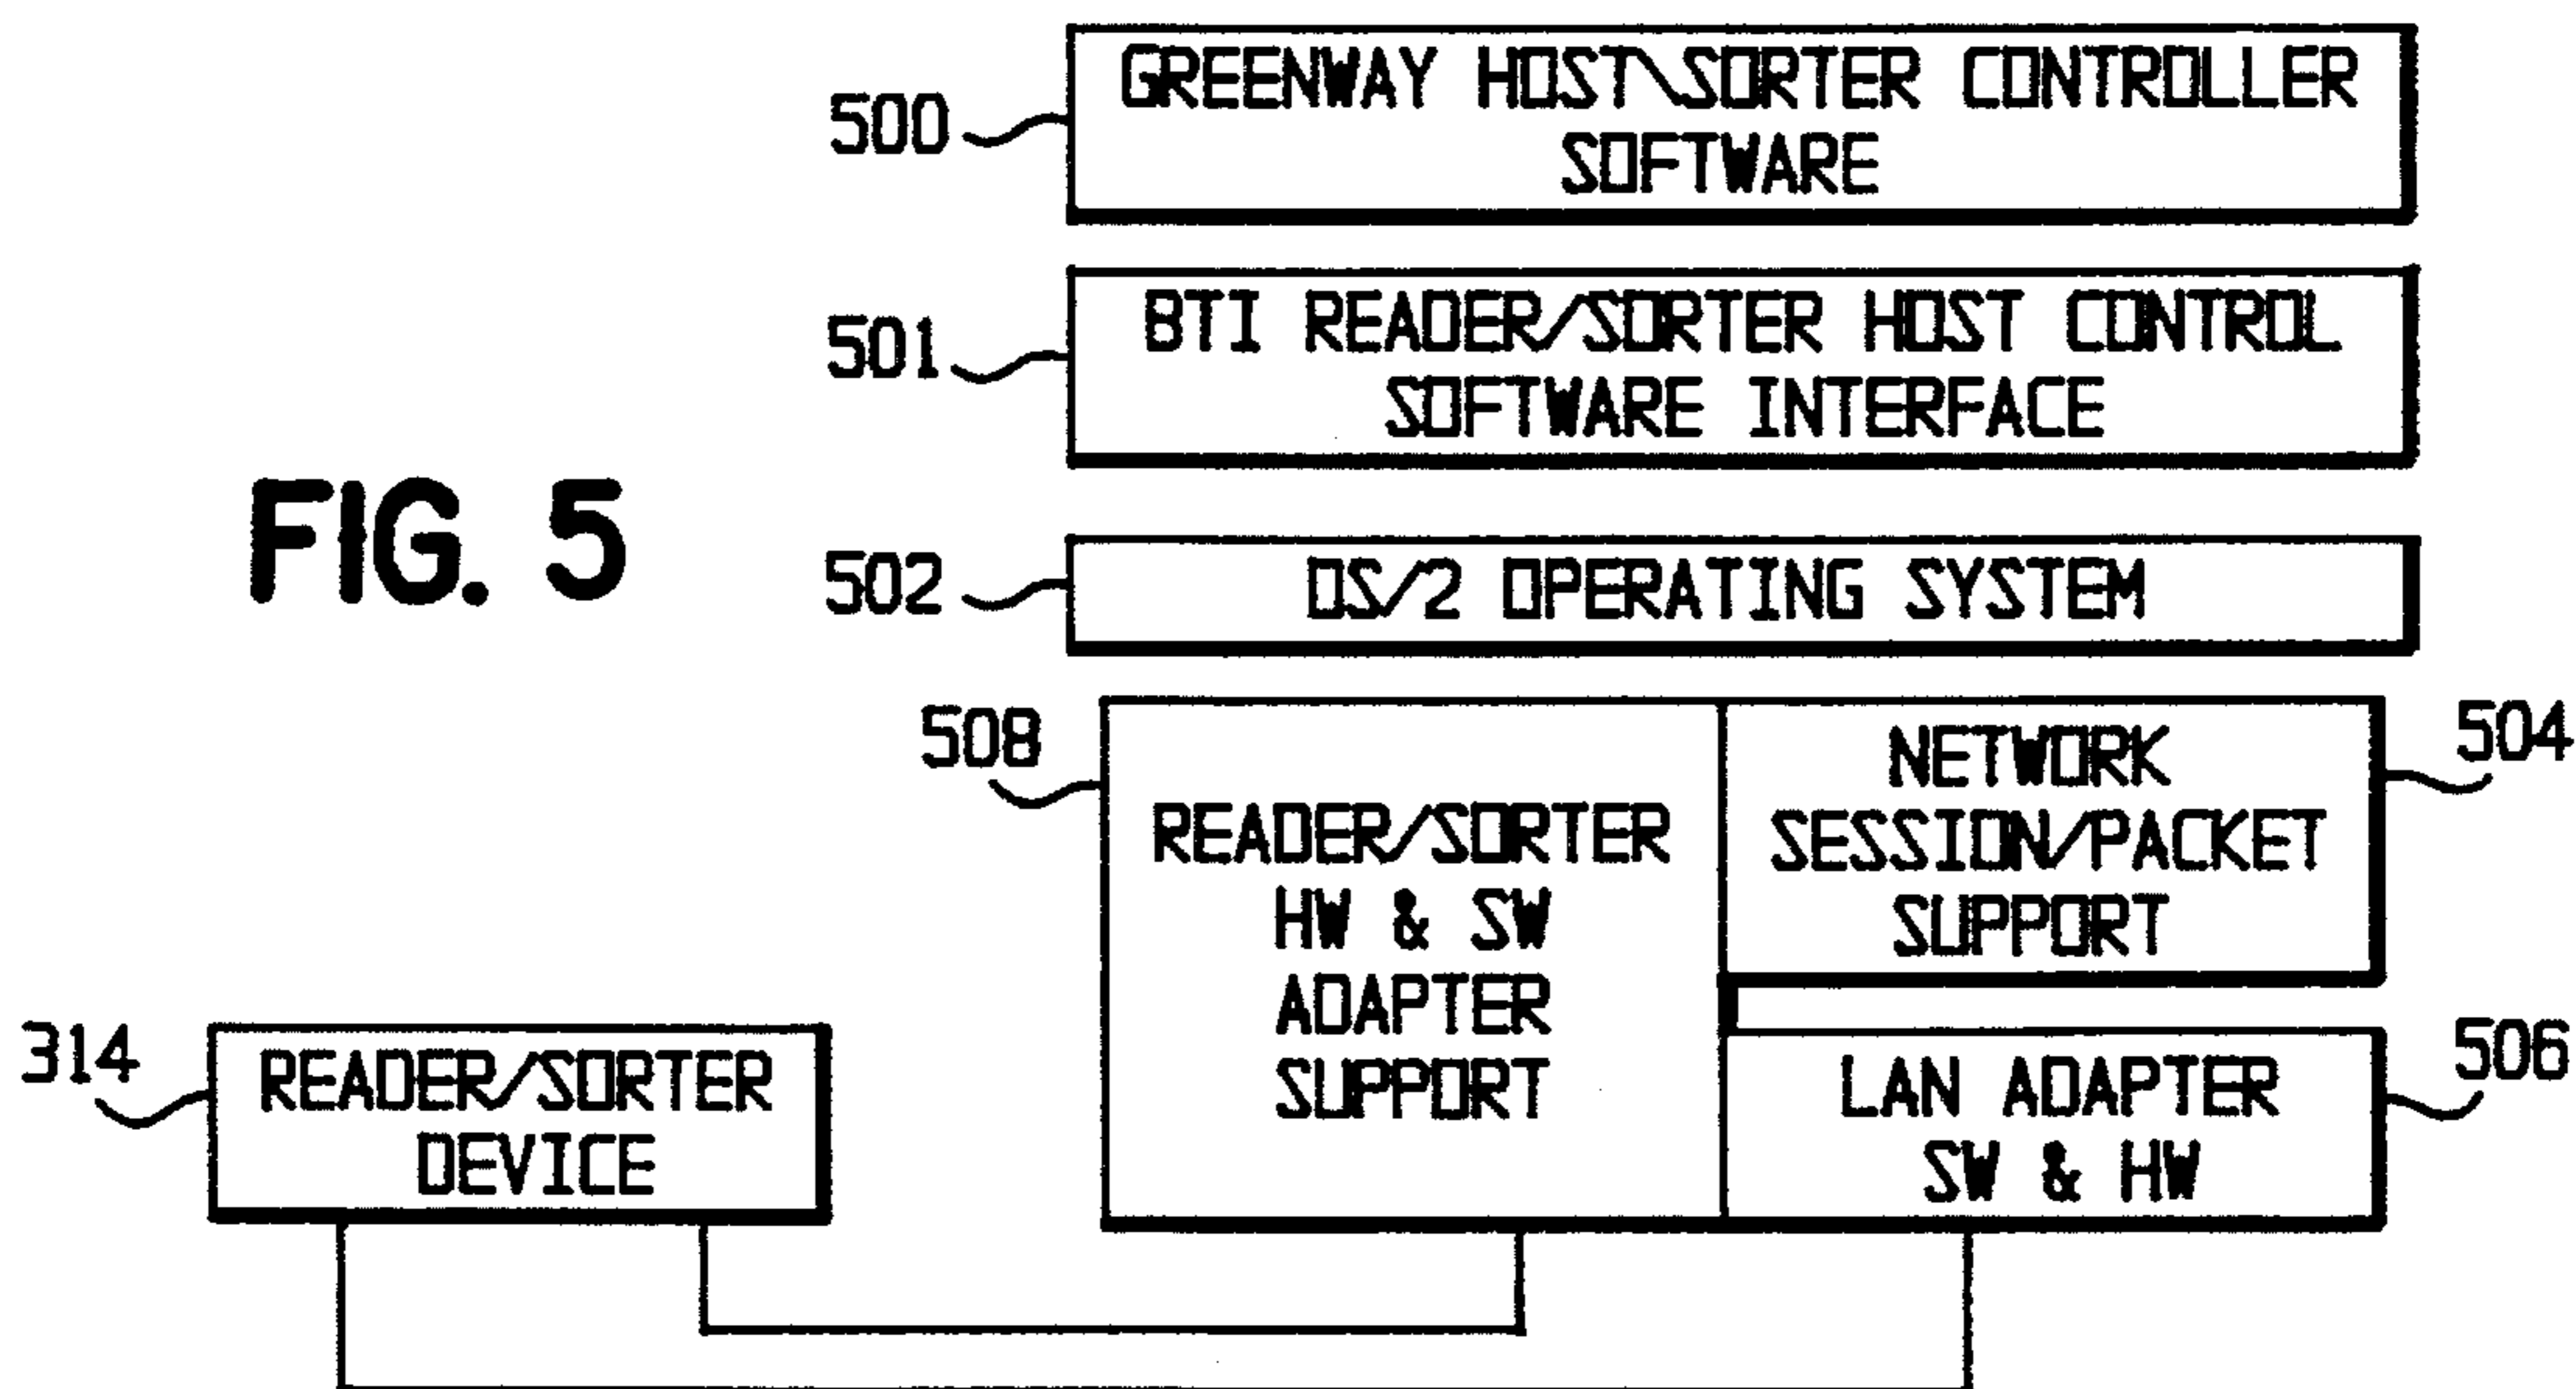 500
GREENWAY HOST\SORTER CONTROLLER
SOFTWARE
501
BTI READER/SORTER HOST CONTROL
SOFTWARE INTERFACE
FIG. 5
502
OS/2 OPERATING SYSTEM
508
READER/SORTER
HW & SW
ADAPTER
SUPPORT
504
NETWORK
SESSION/PACKET
SUPPORT
314
READER/SORTER
DEVICE
506
LAN ADAPTER
SW & HW